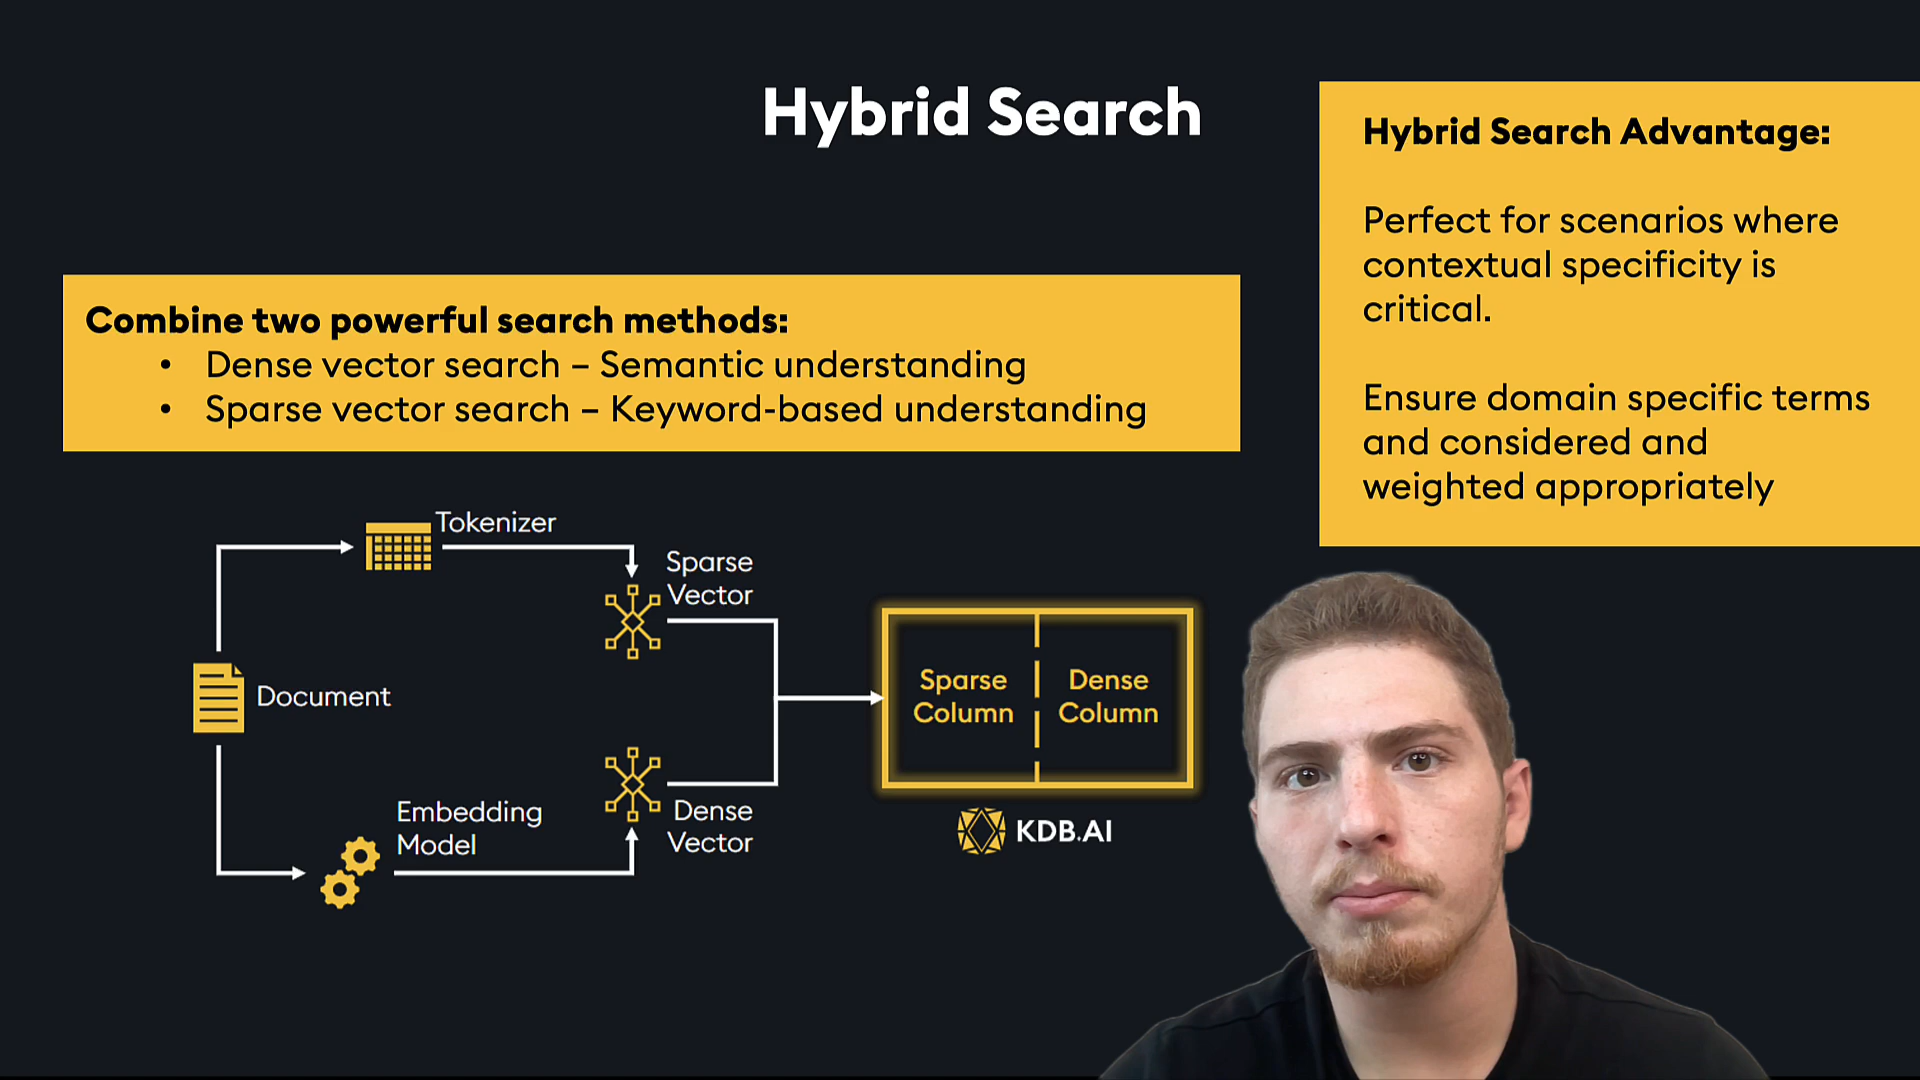 Hybrid Search
Combine two powerful search methods:
• Dense vector search – Semantic understanding
• Sparse vector search – Keyword-based understanding
Hybrid Search Advantage:
Perfect for scenarios where
contextual specificity is
critical.
Ensure domain specific terms
and considered and
weighted appropriately
Tokenizer
Sparse
Vector
Document
Embedding
Model
Dense
Vector
Sparse
Column
Dense
Column
KDB.AI